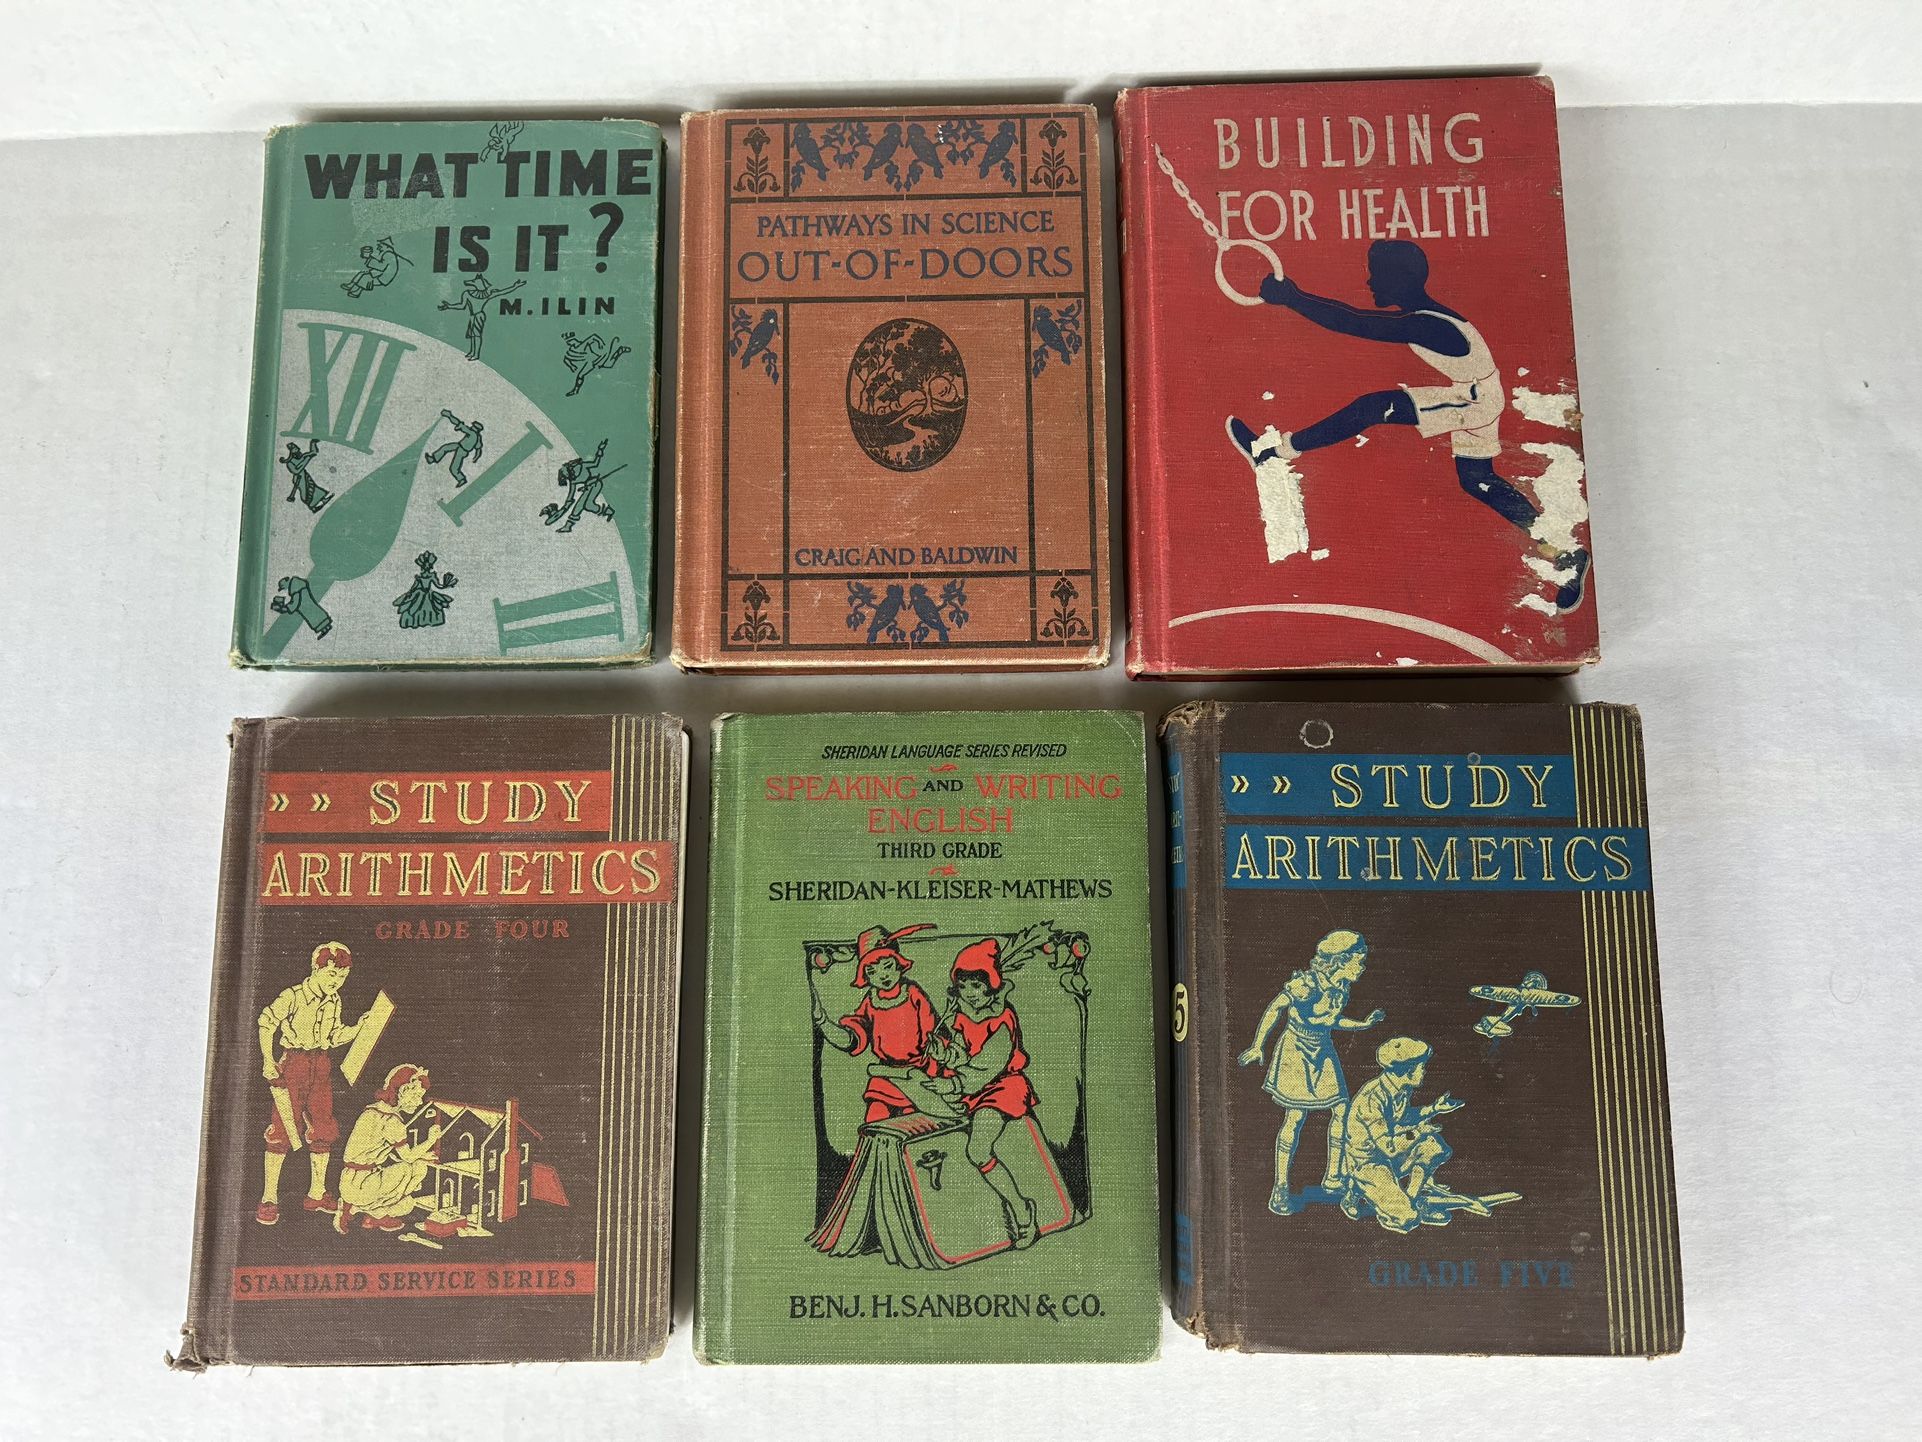 WHAT TIME
IS IT?
M. ILIN
XII
I
II
PATHWAYS IN SCIENCE
OUT-OF-DOORS
CRAIG AND BALDWIN
BUILDING
FOR HEALTH
» » STUDY
ARITHMETICS
GRADE FOUR
STANDARD SERVICE SERIES
SHERIDAN LANGUAGE SERIES REVISED
SPEAKING AND WRITING
ENGLISH
THIRD GRADE
SHERIDAN-KLEISER-MATHEWS
BENJ. H. SANBORN & CO.
» » STUDY
ARITHMETICS
5
GRADE FIVE